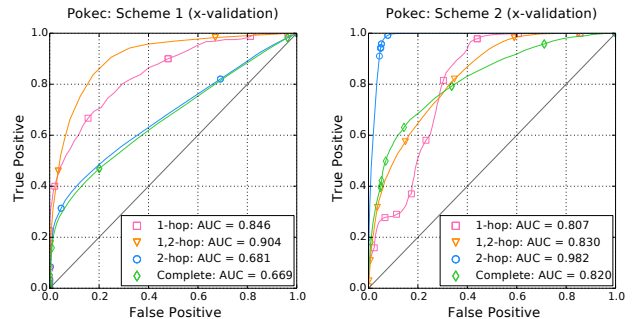 Pokec: Scheme 1 (x-validation)
1.0
0.8
0.6
0.4
0.2
0.0
True Positive
1-hop: AUC = 0.846
1,2-hop: AUC = 0.904
2-hop: AUC = 0.681
Complete: AUC = 0.669
0.0 0.2 0.4 0.6 0.8 1.0
False Positive
Pokec: Scheme 2 (x-validation)
1.0
0.8
0.6
0.4
0.2
0.0
True Positive
1-hop: AUC = 0.807
1,2-hop: AUC = 0.830
2-hop: AUC = 0.982
Complete: AUC = 0.820
0.0 0.2 0.4 0.6 0.8 1.0
False Positive